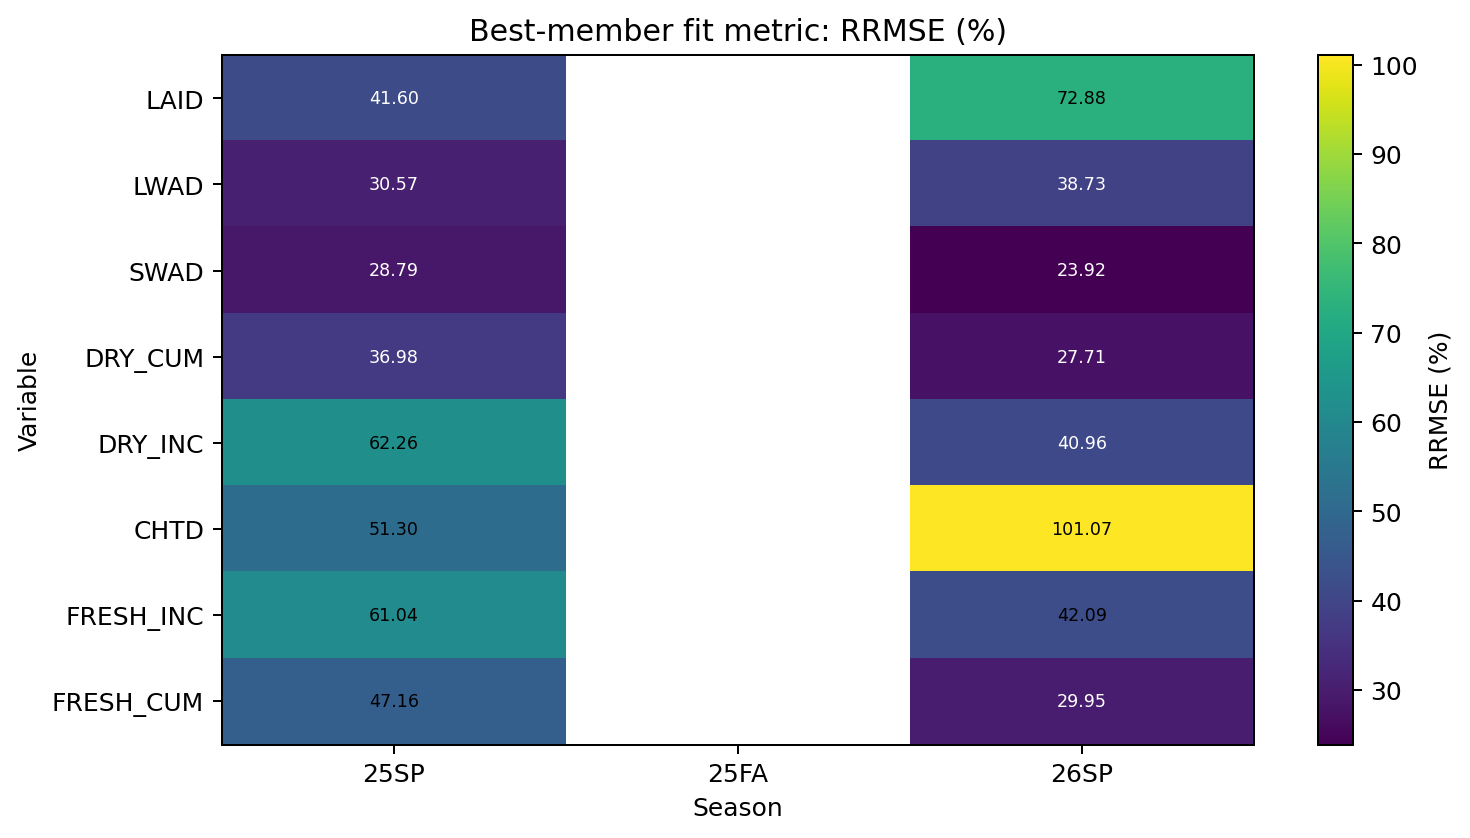 Best-member fit metric: RRMSE (%)
LAID 41.60 72.88
LWAD 30.57 38.73
SWAD 28.79 23.92
DRY_CUM 36.98 27.71
DRY_INC 62.26 40.96
CHTD 51.30 101.07
FRESH_INC 61.04 42.09
FRESH_CUM 47.16 29.95
25SP 25FA 26SP
Season
Variable
100
90
80
70
60
50
40
30
RRMSE (%)